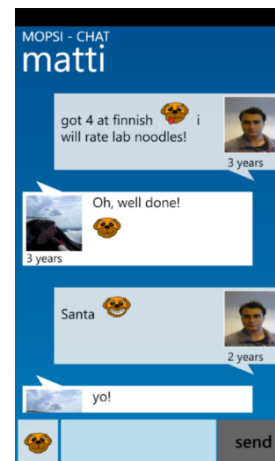 MOPSI - CHAT
matti
got 4 at finnish i
will rate lab noodles!
3 years
Oh, well done!
3 years
Santa
2 years
yo!
send